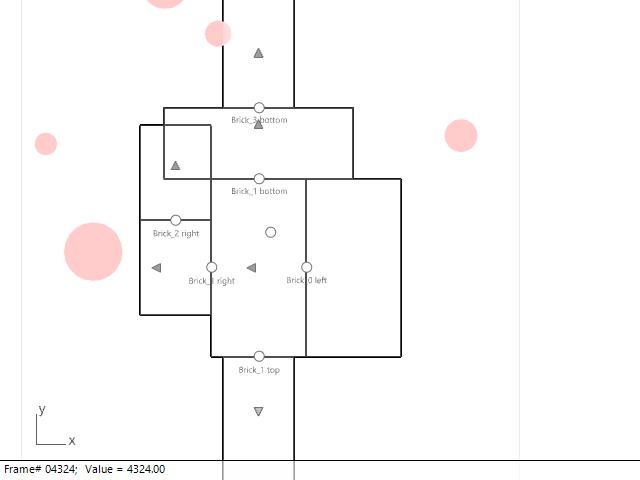 Brick_3 bottom
Brick_1 bottom
Brick_2 right
Brick_1 right
Brick_0 left
Brick_1 top
y
x
Frame# 04324; Value = 4324.00